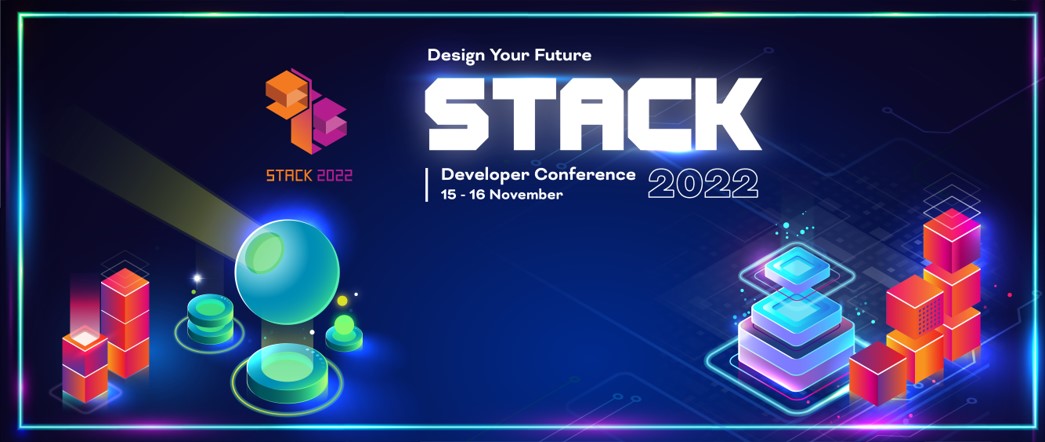 Design Your Future
STACK
STACK 2022
Developer Conference
2022
15 - 16 November